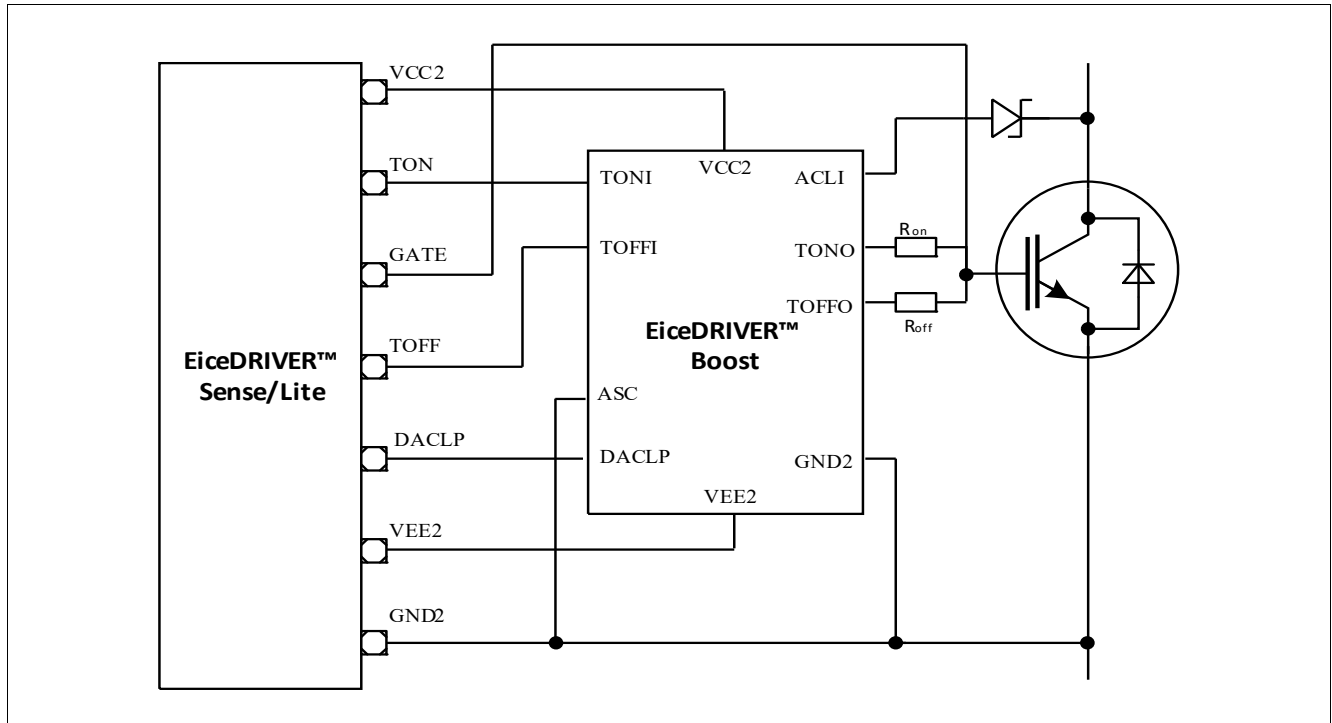 VCC2
TON
GATE
TOFF
DACLP
VEE2
GND2
EiceDRIVER™
Sense/Lite
TONI
VCC2
ACLI
TOFFI
TONO
TOFFO
EiceDRIVER™
Boost
ASC
DACLP
GND2
VEE2
Ron
Roff